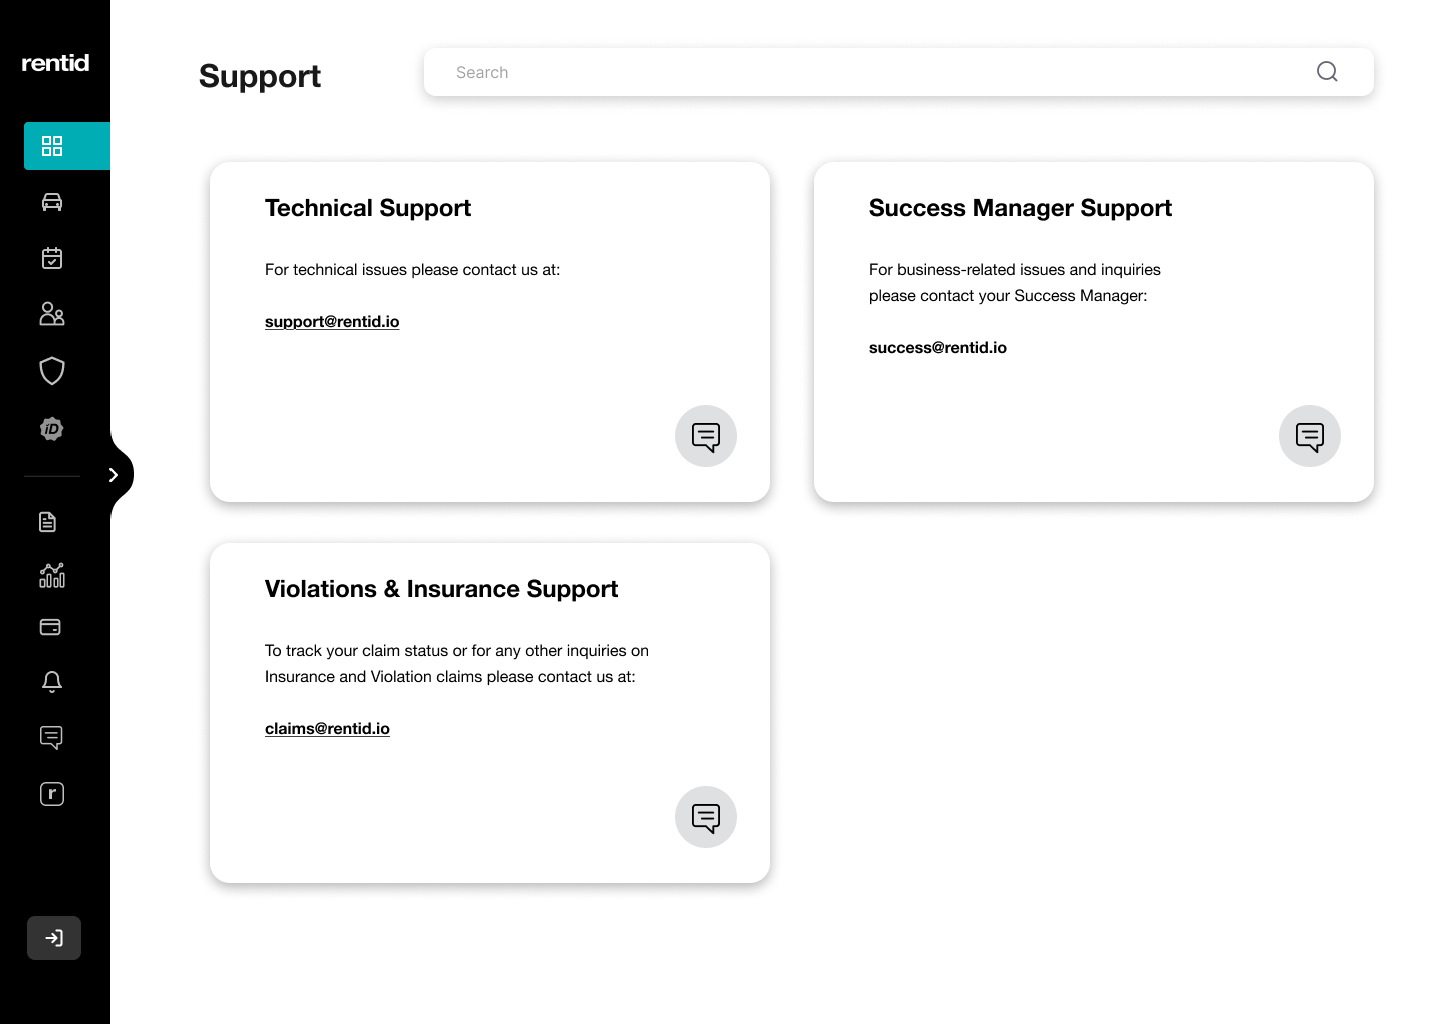 rentid
Support
Search
Technical Support
For technical issues please contact us at:
support@rentid.io
Success Manager Support
For business-related issues and inquiries
please contact your Success Manager:
success@rentid.io
iD
Violations & Insurance Support
To track your claim status or for any other inquiries on
Insurance and Violation claims please contact us at:
claims@rentid.io
r